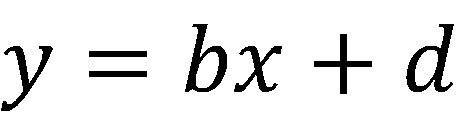 y = bx + d